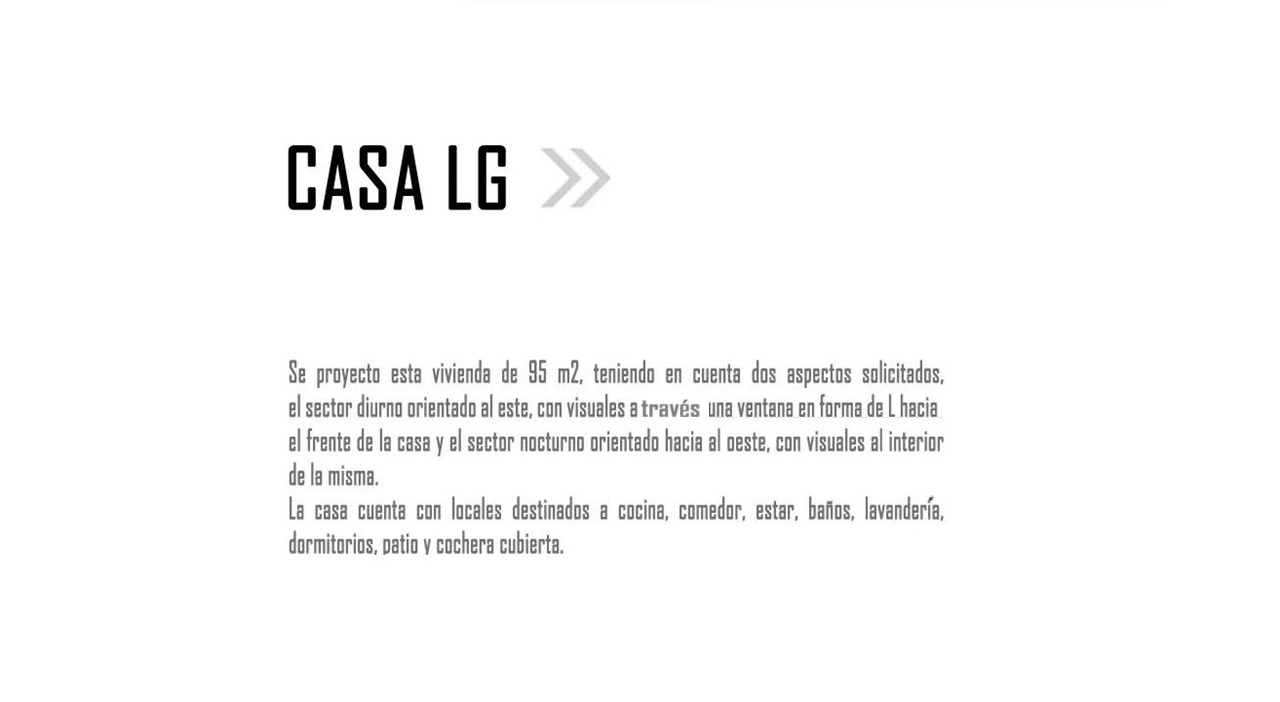 CASA LG
Se proyecto esta vivienda de 95 m2, teniendo en cuenta dos aspectos solicitados,
el sector diurno orientado al este, con visuales a través una ventana en forma de L hacia
el frente de la casa y el sector nocturno orientado hacia al oeste, con visuales al interior
de la misma.
La casa cuenta con locales destinados a cocina, comedor, estar, baños, lavandería,
dormitorios, patio y cochera cubierta.